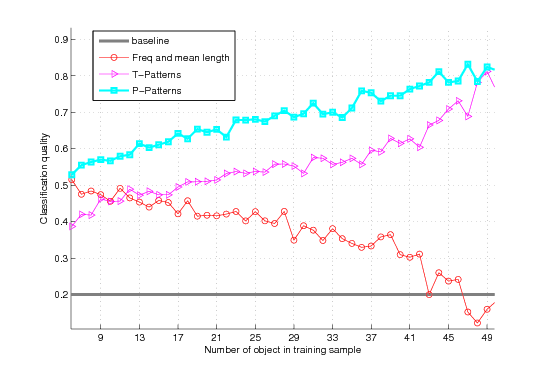 baseline
Freq and mean length
T-Patterns
P-Patterns
0.9
0.8
0.7
0.6
0.5
0.4
0.3
0.2
Classification quality
9 13 17 21 25 29 33 37 41 45 49
Number of object in training sample